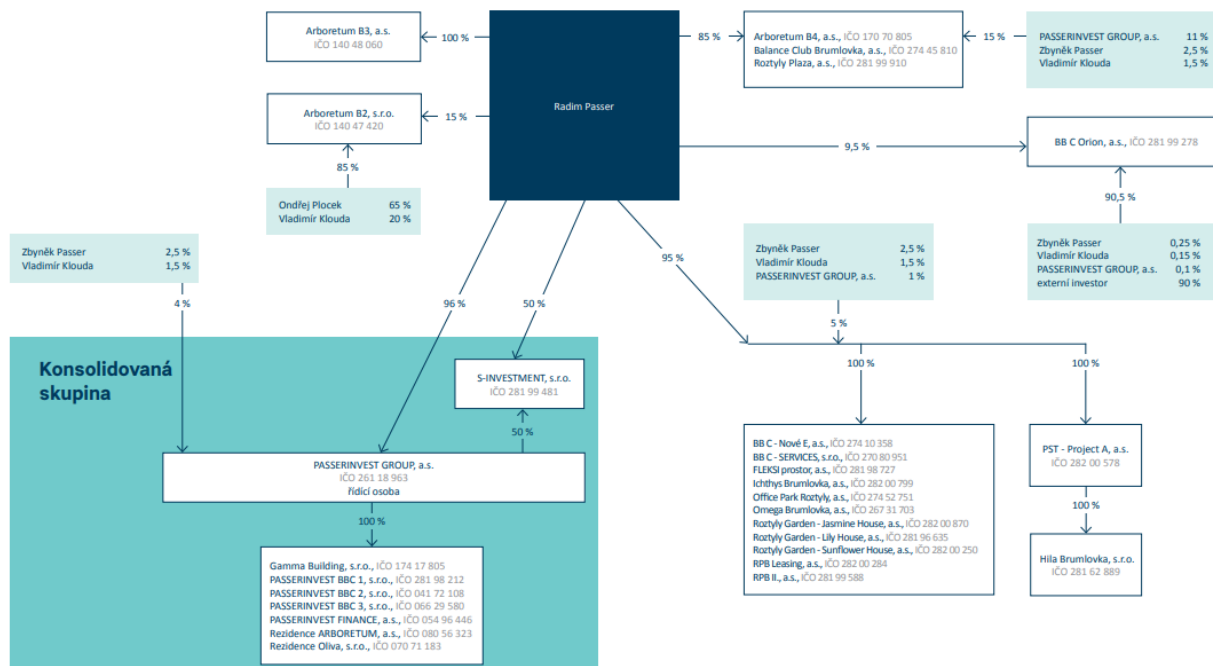 Arboretum B3, a.s.
IČO 140 48 060
100 %
Radim Passer
85 %
Arboretum B4, a.s., IČO 170 70 805
Balance Club Brumlovka, a.s., IČO 274 45 810
Roztyly Plaza, a.s., IČO 281 99 910
15 %
PASSERINVEST GROUP, a.s. 11 %
Zbyněk Passer 2,5 %
Vladimír Klouda 1,5 %
Arboretum B2, s.r.o.
IČO 140 47 420
15 %
85 %
Ondřej Plocek 65 %
Vladimír Klouda 20 %
9,5 %
BB C Orion, a.s., IČO 281 99 278
90,5 %
Zbyněk Passer 0,25 %
Vladimír Klouda 0,15 %
PASSERINVEST GROUP, a.s. 0,1 %
externí investor 90 %
Zbyněk Passer 2,5 %
Vladimír Klouda 1,5 %
4 %
96 %
50 %
95 %
Zbyněk Passer 2,5 %
Vladimír Klouda 1,5 %
PASSERINVEST GROUP, a.s. 1 %
5 %
Konsolidovaná
skupina
S-INVESTMENT, s.r.o.
IČO 281 99 481
50 %
PASSERINVEST GROUP, a.s.
IČO 261 18 963
řídící osoba
100 %
Gamma Building, s.r.o., IČO 174 17 805
PASSERINVEST BBC 1, s.r.o., IČO 281 98 212
PASSERINVEST BBC 2, s.r.o., IČO 041 72 108
PASSERINVEST BBC 3, s.r.o., IČO 066 29 580
PASSERINVEST FINANCE, a.s., IČO 054 96 446
Rezidence ARBORETUM, a.s., IČO 080 56 323
Rezidence Oliva, s.r.o., IČO 070 71 183
100 %
BB C - Nové E, a.s., IČO 274 10 358
BB C - SERVICES, s.r.o., IČO 270 80 951
FLEKSI prostor, a.s., IČO 281 98 727
Ichthys Brumlovka, a.s., IČO 282 00 799
Office Park Roztyly, a.s., IČO 274 52 751
Omega Brumlovka, a.s., IČO 267 31 703
Roztyly Garden - Jasmine House, a.s., IČO 282 00 870
Roztyly Garden - Lily House, a.s., IČO 281 96 635
Roztyly Garden - Sunflower House, a.s., IČO 282 00 250
RPB Leasing, a.s., IČO 282 00 284
RPB II., a.s., IČO 281 99 588
100 %
PST - Project A, a.s.
IČO 282 00 578
100 %
Hila Brumlovka, s.r.o.
IČO 281 62 889